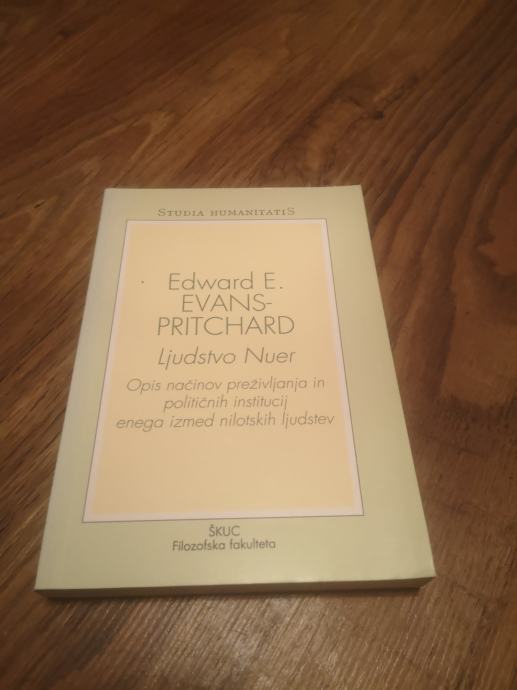 STUDIA HUMANITATIS
Edward E.
EVANS-
PRITCHARD
Ljudstvo Nuer
Opis načinov preživljanja in
političnih institucij
enega izmed nilotskih ljudstev
ŠKUC
Filozofska fakulteta